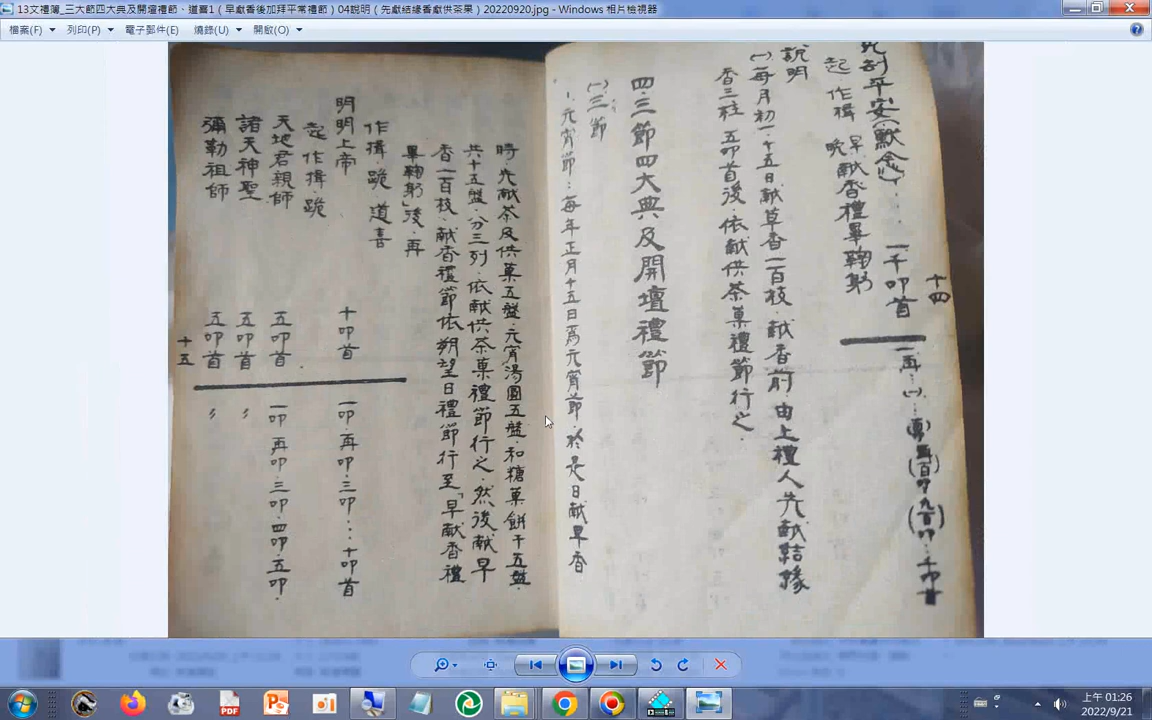 13文禮簿_三大節四大典及開壇禮節、道喜1（早獻香後加拜平常禮節）04說明（先獻結緣香獻供茶果）20220920.jpg - Windows 相片檢視器
檔案(F)
列印(P)
電子郵件(E)
燒錄(U)
開啟(O)
平安(默念)⋯⋯一千叩首
起．作揖 早晚獻香禮畢鞠躬
說明
㈠每月初一．十五日獻草香一百枝．獻香前．由上禮人先獻結緣
香三柱．五叩首後．依獻供茶菓禮節行之．
四．三節四大典及開壇禮節
㈠三節：
1．元宵節：每年正月十五日為元宵節．於是日獻早香
十四
時．先獻茶及供菓五盤．元宵湯圓五盤．和糖菓餅干五盤．
共十五盤．分三列．依獻供茶菓禮節行之．然後獻早
香一百枝．獻香禮節依朔望日禮節行至「早獻香禮
畢鞠躬」後．再
作揖．跪．道喜
明明上帝 十叩首 一叩．再叩．三叩⋯十叩首
起．作揖．跪
天地君親師 五叩首 一叩．再叩．三叩．四叩．五叩．
諸天神聖 五叩首 〃
彌勒祖師 五叩首 〃
十五
上午 01:26
2022/9/21